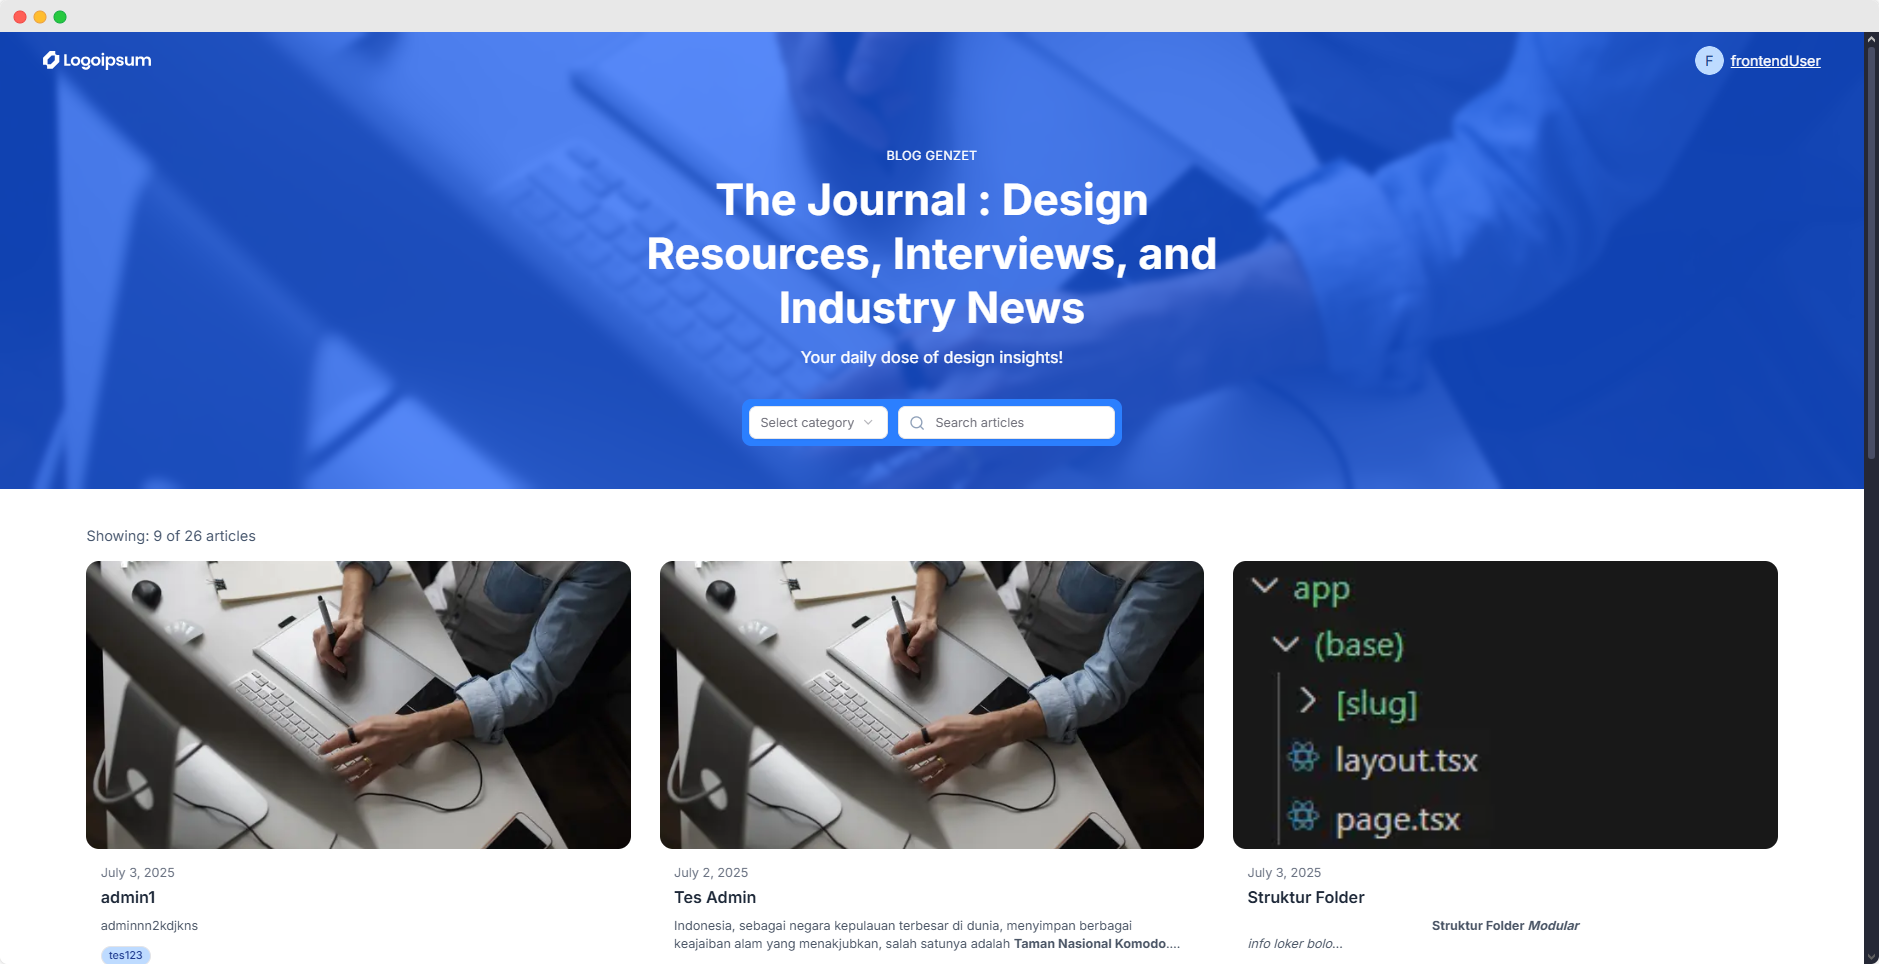 Logoipsum
F frontendUser
BLOG GENZET
The Journal : Design
Resources, Interviews, and
Industry News
Your daily dose of design insights!
Select category
Search articles
Showing: 9 of 26 articles
app
(base)
[slug]
layout.tsx
page.tsx
July 3, 2025
admin1
adminnn2kdjkns
tes123
July 2, 2025
Tes Admin
Indonesia, sebagai negara kepulauan terbesar di dunia, menyimpan berbagai
keajaiban alam yang menakjubkan, salah satunya adalah Taman Nasional Komodo....
July 3, 2025
Struktur Folder
Struktur Folder Modular
info loker bolo...